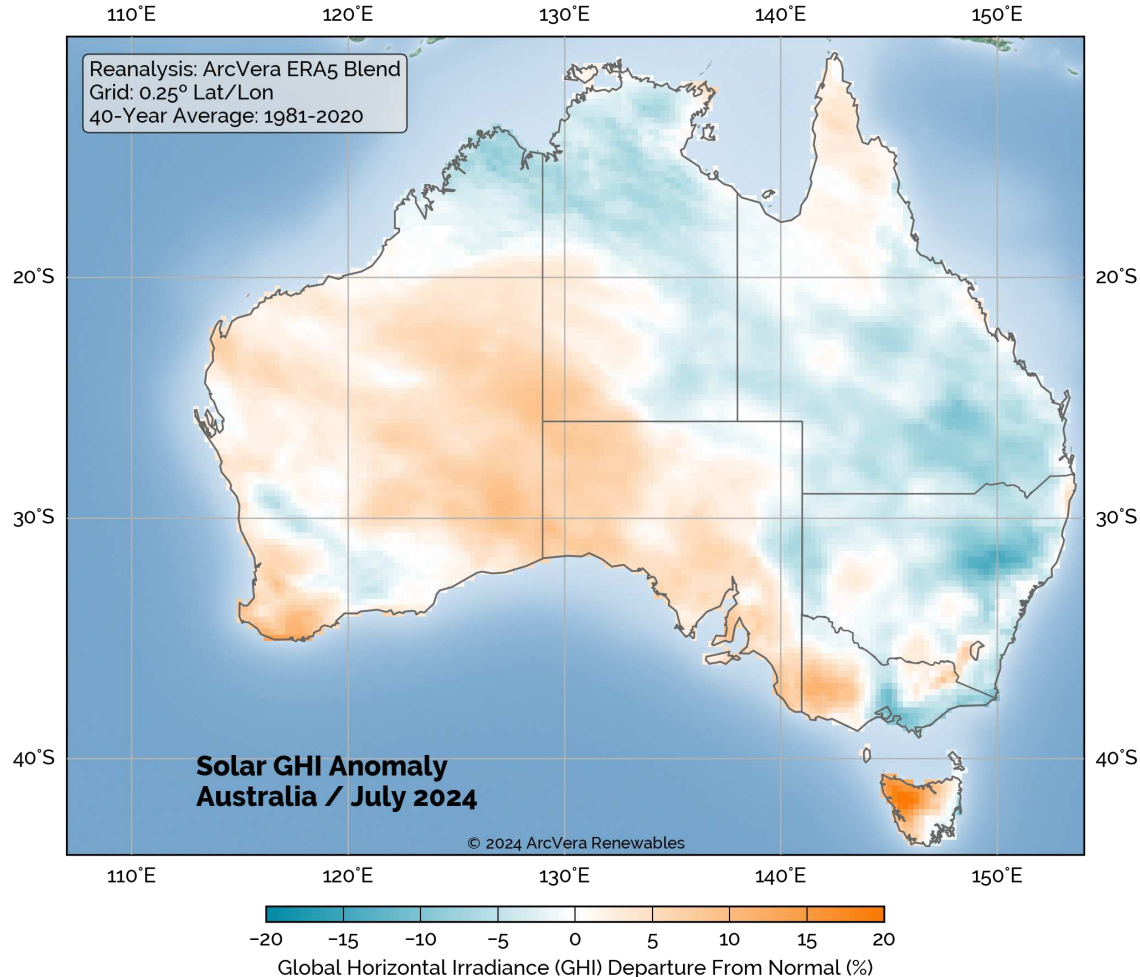 110˚E 120˚E 130˚E 140˚E 150˚E
Reanalysis: ArcVera ERA5 Blend
Grid: 0.25º Lat/Lon
40-Year Average: 1981-2020
20˚S 20˚S
30˚S 30˚S
40˚S 40˚S
Solar GHI Anomaly
Australia / July 2024
© 2024 ArcVera Renewables
110˚E 120˚E 130˚E 140˚E 150˚E
−20 −15 −10 −5 0 5 10 15 20
Global Horizontal Irradiance (GHI) Departure From Normal (%)